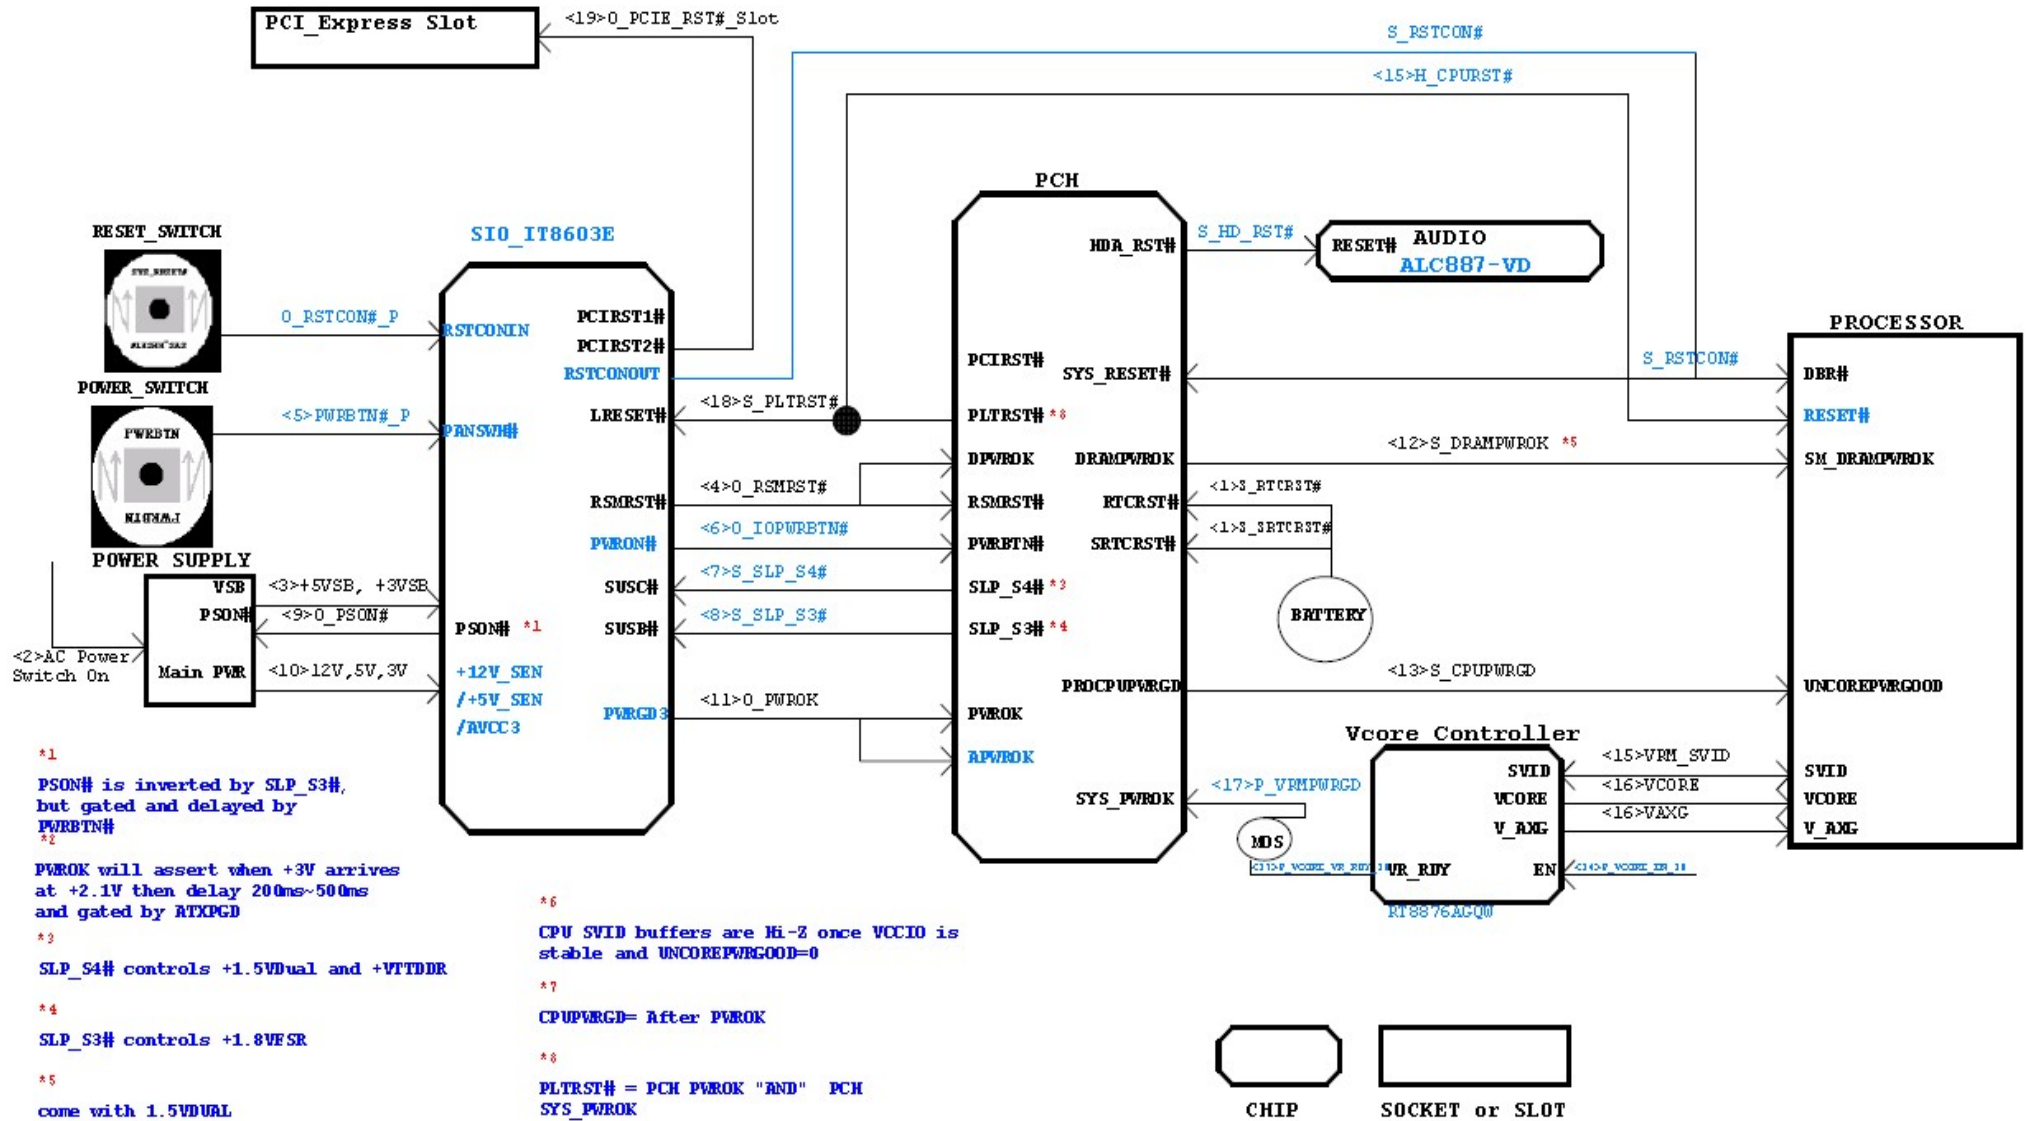 PCI_Express Slot
<19>O_PCIE_RST#_Slot
S_RSTCON#
<15>H_CPURST#
PCH
RESET_SWITCH
SIO_IT8603E
HDA_RST#
S_HD_RST#
RESET#
AUDIO
ALC887-VD
O_RSTCON#_P
RSTCONIN
PCIRST1#
PCIRST2#
RSTCONOUT
PCIRST#
SYS_RESET#
S_RSTCON#
PROCESSOR
DBR#
POWER_SWITCH
<5>PWRBTN#_P
PWRBTN
PWRBTN
PANSWH#
LRESET#
<18>S_PLTRST#
PLTRST#
*8
RESET#
DPWROK
DRAMPWROK
<12>S_DRAMPWROK
*5
SM_DRAMPWROK
RSMRST#
<4>O_RSMRST#
RSMRST#
RTCRST#
<1>S_RTCRST#
PWRON#
<6>O_IOPWRBTN#
PWRBTN#
SRTCRST#
<1>S_SRTCRST#
POWER SUPPLY
VSB
<3>+5VSB, +3VSB
SUSC#
<7>S_SLP_S4#
SLP_S4#
*3
PSON#
<9>O_PSON#
PSON#
*1
SUSB#
<8>S_SLP_S3#
SLP_S3#
*4
BATTERY
<2>AC Power
Switch On
Main PWR
<10>12V,5V,3V
+12V_SEN
/+5V_SEN
/AVCC3
PWRGD3
<11>O_PWROK
PWROK
APWROK
PROCPUPWRGD
<13>S_CPUPWRGD
UNCOREPWRGOOD
Vcore Controller
SVID
<15>VRM_SVID
SVID
SYS_PWROK
<17>P_VRMPWRGD
VCORE
<16>VCORE
VCORE
V_AXG
<16>VAXG
V_AXG
MOS
VR_RDY
EN
RT8876AGQW
*1
PSON# is inverted by SLP_S3#,
but gated and delayed by
PWRBTN#
*2
PWROK will assert when +3V arrives
at +2.1V then delay 200ms~500ms
and gated by ATXPGD
*3
SLP_S4# controls +1.5VDual and +VTTDDR
*4
SLP_S3# controls +1.8VFSR
*5
come with 1.5VDUAL
*6
CPU SVID buffers are Hi-Z once VCCIO is
stable and UNCOREPWRGOOD=0
*7
CPUPWRGD= After PWROK
*8
PLTRST# = PCH PWROK "AND" PCH
SYS_PWROK
CHIP
SOCKET or SLOT